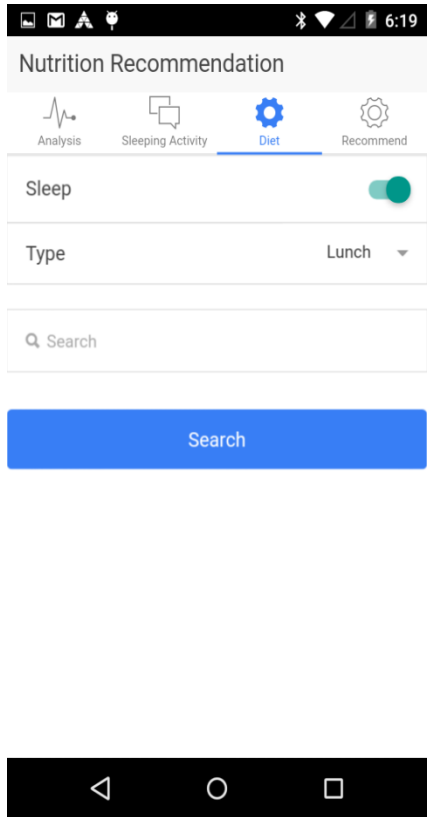 6:19
Nutrition Recommendation
Analysis Sleeping Activity Diet Recommend
Sleep
Type Lunch
Search
Search